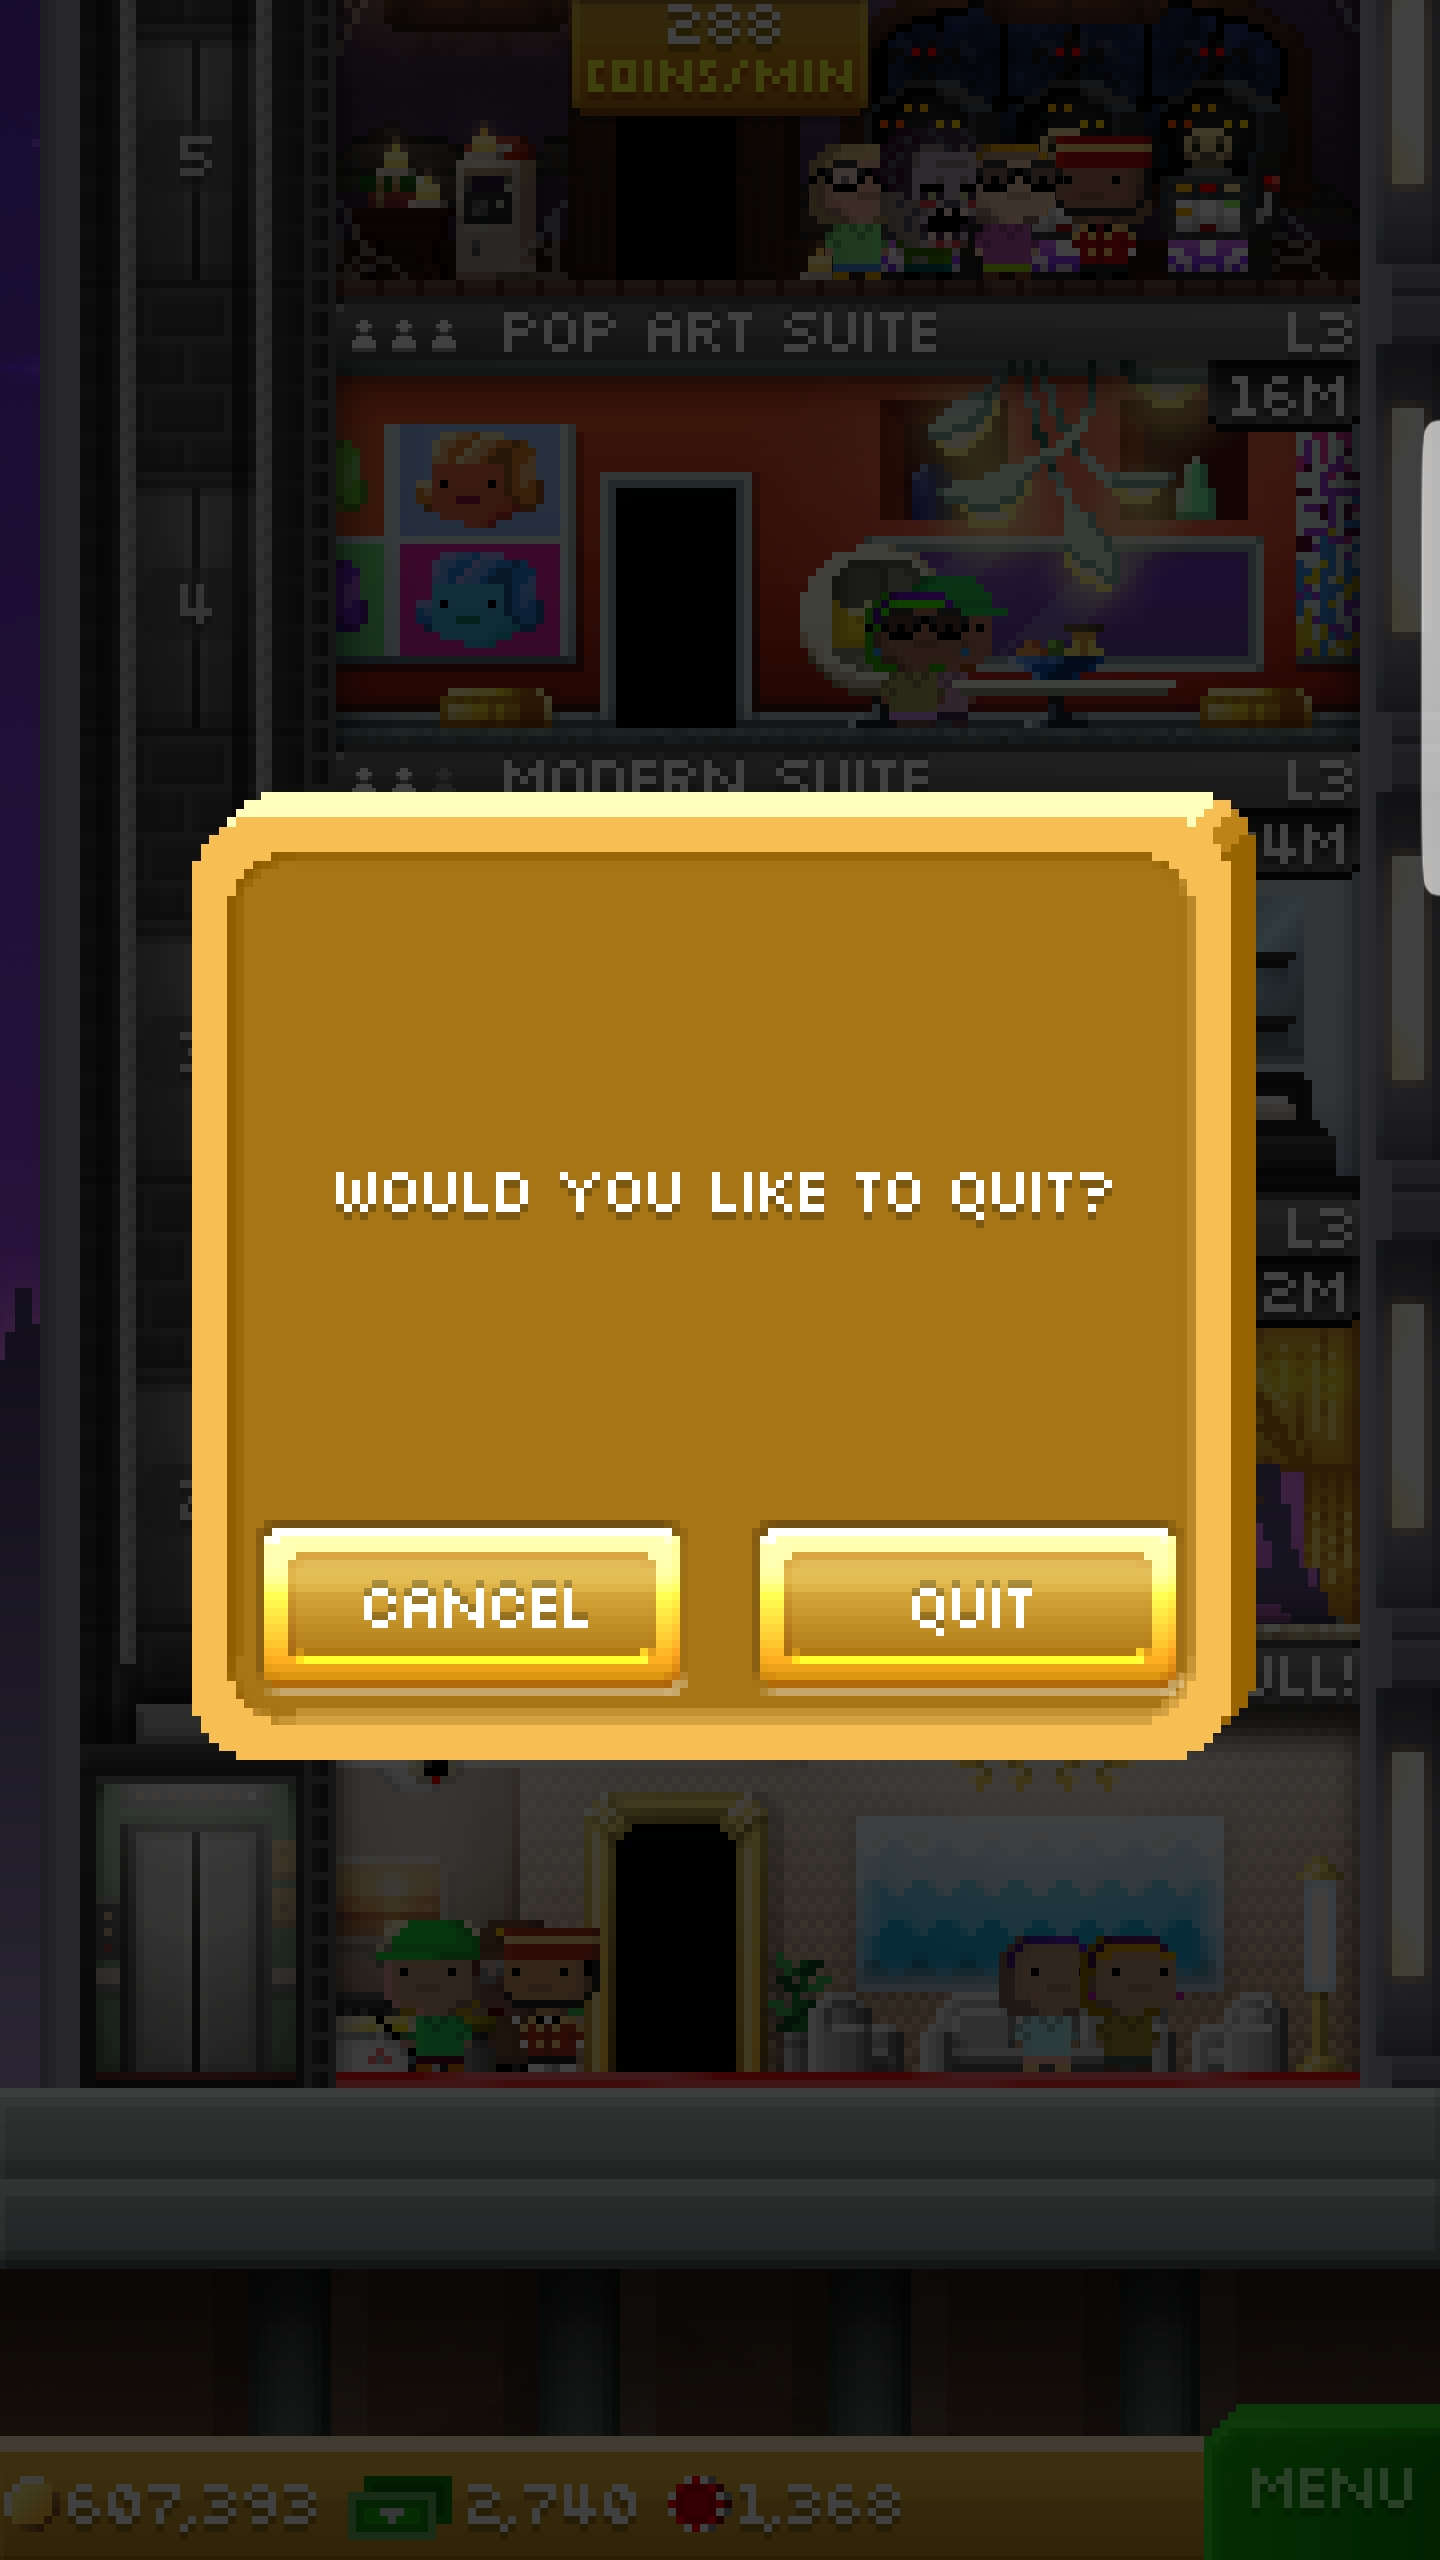 288
COINS/MIN
5
POP ART SUITE L3
16M
4
MODERN SUITE L3
4M
WOULD YOU LIKE TO QUIT?
L3
2M
CANCEL QUIT
607,393 2,740 1,368
MENU